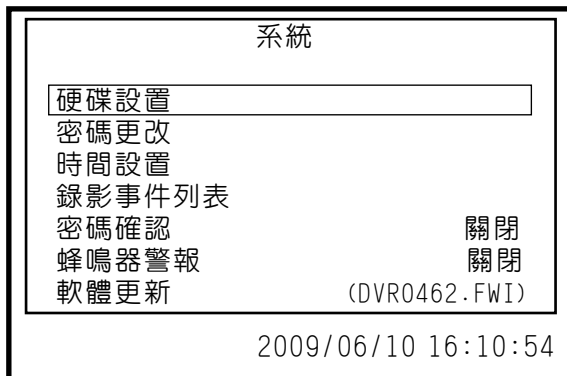 系統
硬碟設置
密碼更改
時間設置
錄影事件列表
密碼確認 關閉
蜂鳴器警報 關閉
軟體更新 (DVR0462.FWI)
2009/06/10 16:10:54